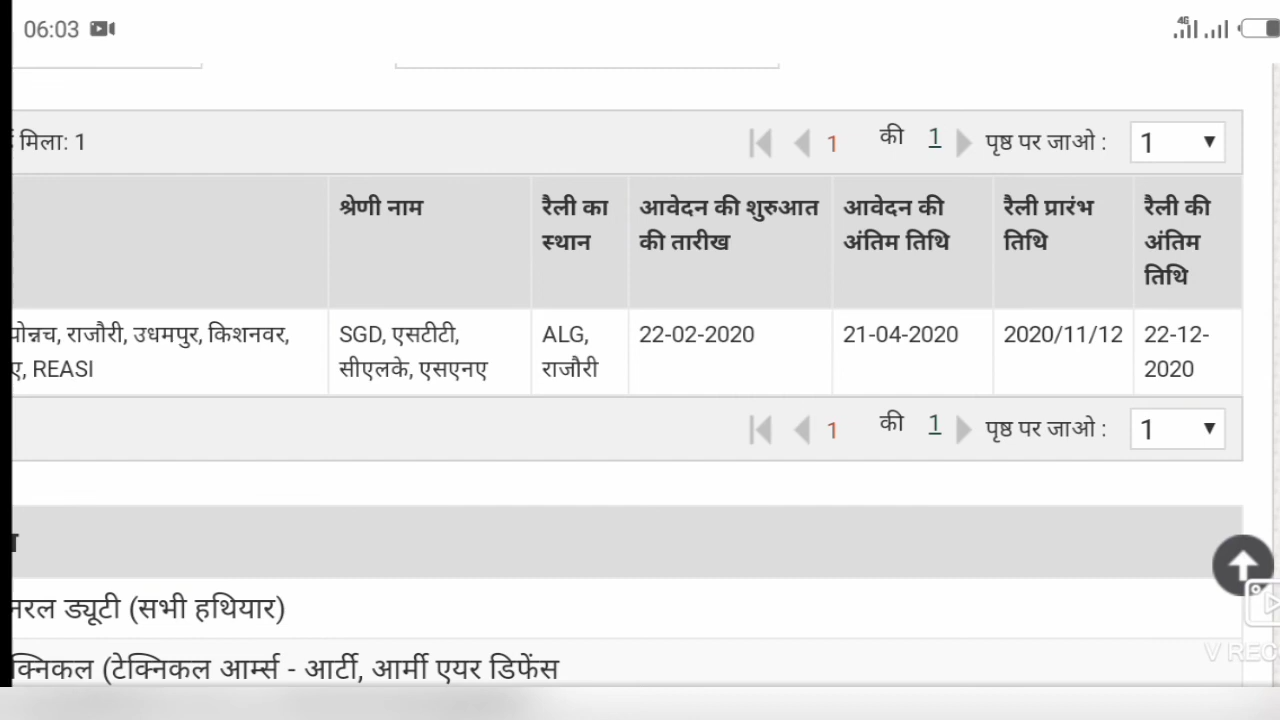 06:03
4G
मिला: 1
1 की 1 पृष्ठ पर जाओ : 1
श्रेणी नाम
रैली का स्थान
आवेदन की शुरुआत की तारीख
आवेदन की अंतिम तिथि
रैली प्रारंभ तिथि
रैली की अंतिम तिथि
राजौरी, उधमपुर, किशनवर,
REASI
SGD, एसटीटी,
सीएलके, एसएनए
ALG,
राजौरी
22-02-2020
21-04-2020
2020/11/12
22-12-
2020
1 की 1 पृष्ठ पर जाओ : 1
ड्यूटी (सभी हथियार)
(टेक्निकल आर्म्स - आर्टी, आर्मी एयर डिफेंस
V REC